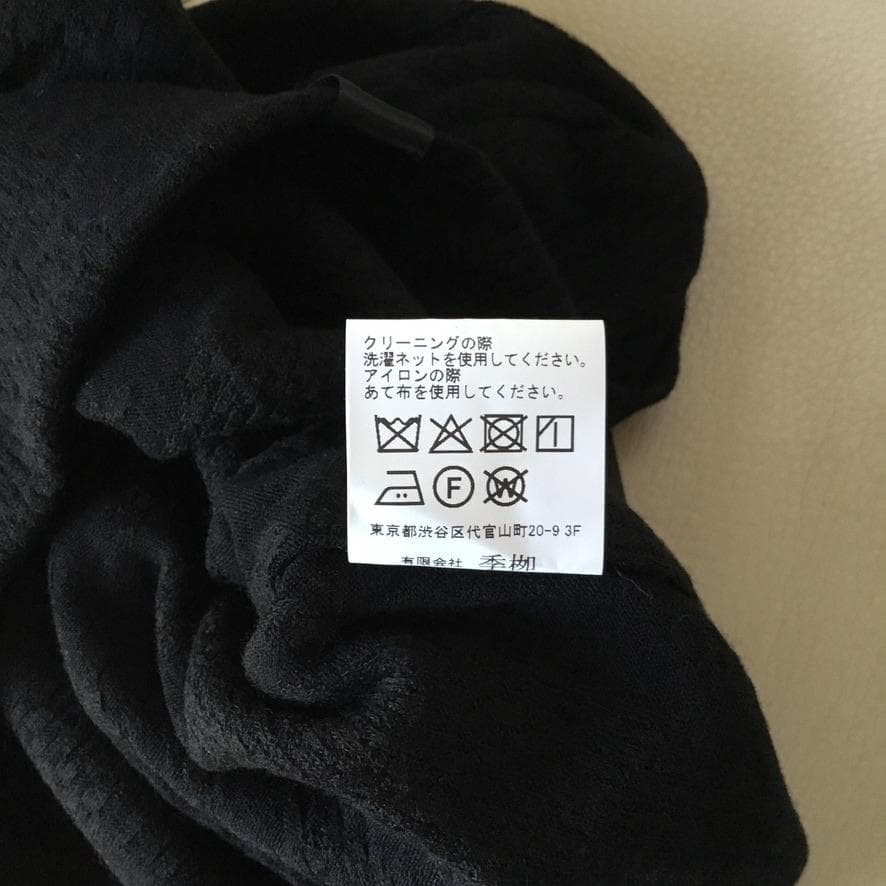 クリーニングの際
洗濯ネットを使用してください。
アイロンの際
あて布を使用してください。
F W
東京都渋谷区代官山町20-9 3F
有限会社 季栁